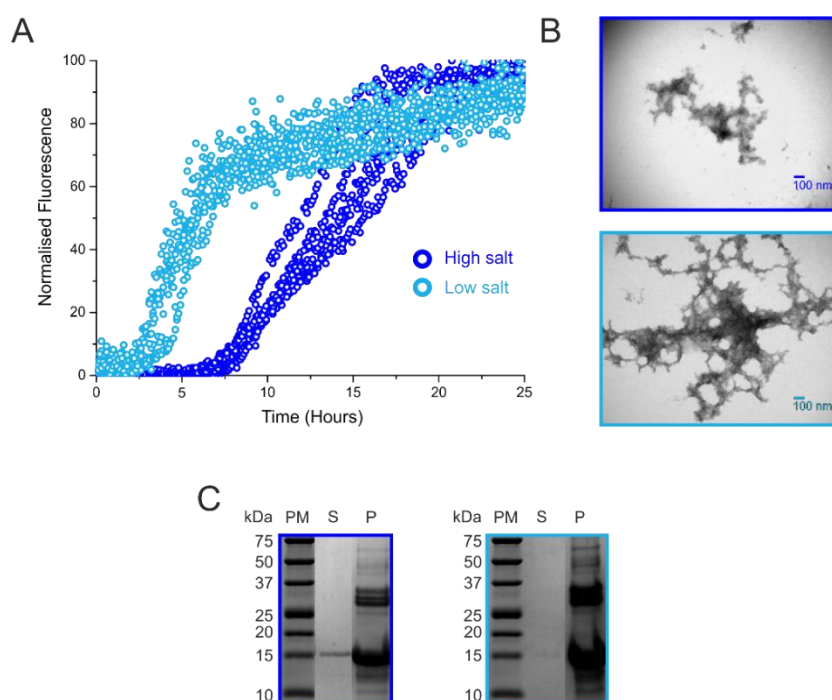 A
B
100
80
60
40
20
0
Normalised Fluorescence
High salt
Low salt
0 5 10 15 20 25
Time (Hours)
100 nm
100 nm
C
kDa PM S P
75
50
37
25
20
15
10
kDa PM S P
75
50
37
25
20
15
10